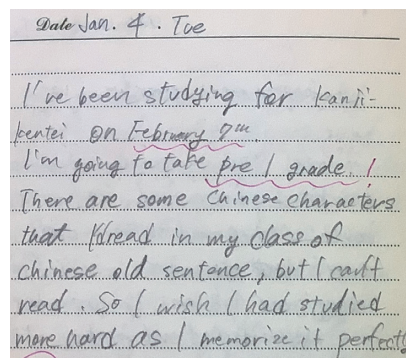 Date Jan. 4. Tue
I've been studying for kanji-
kentei on February 7th
I'm going to take pre 1 grade!
There are some Chinese characters
that I read in my class of
chinese old sentence, but I can't
read. So I wish I had studied
more hard as I memorize it perfectly